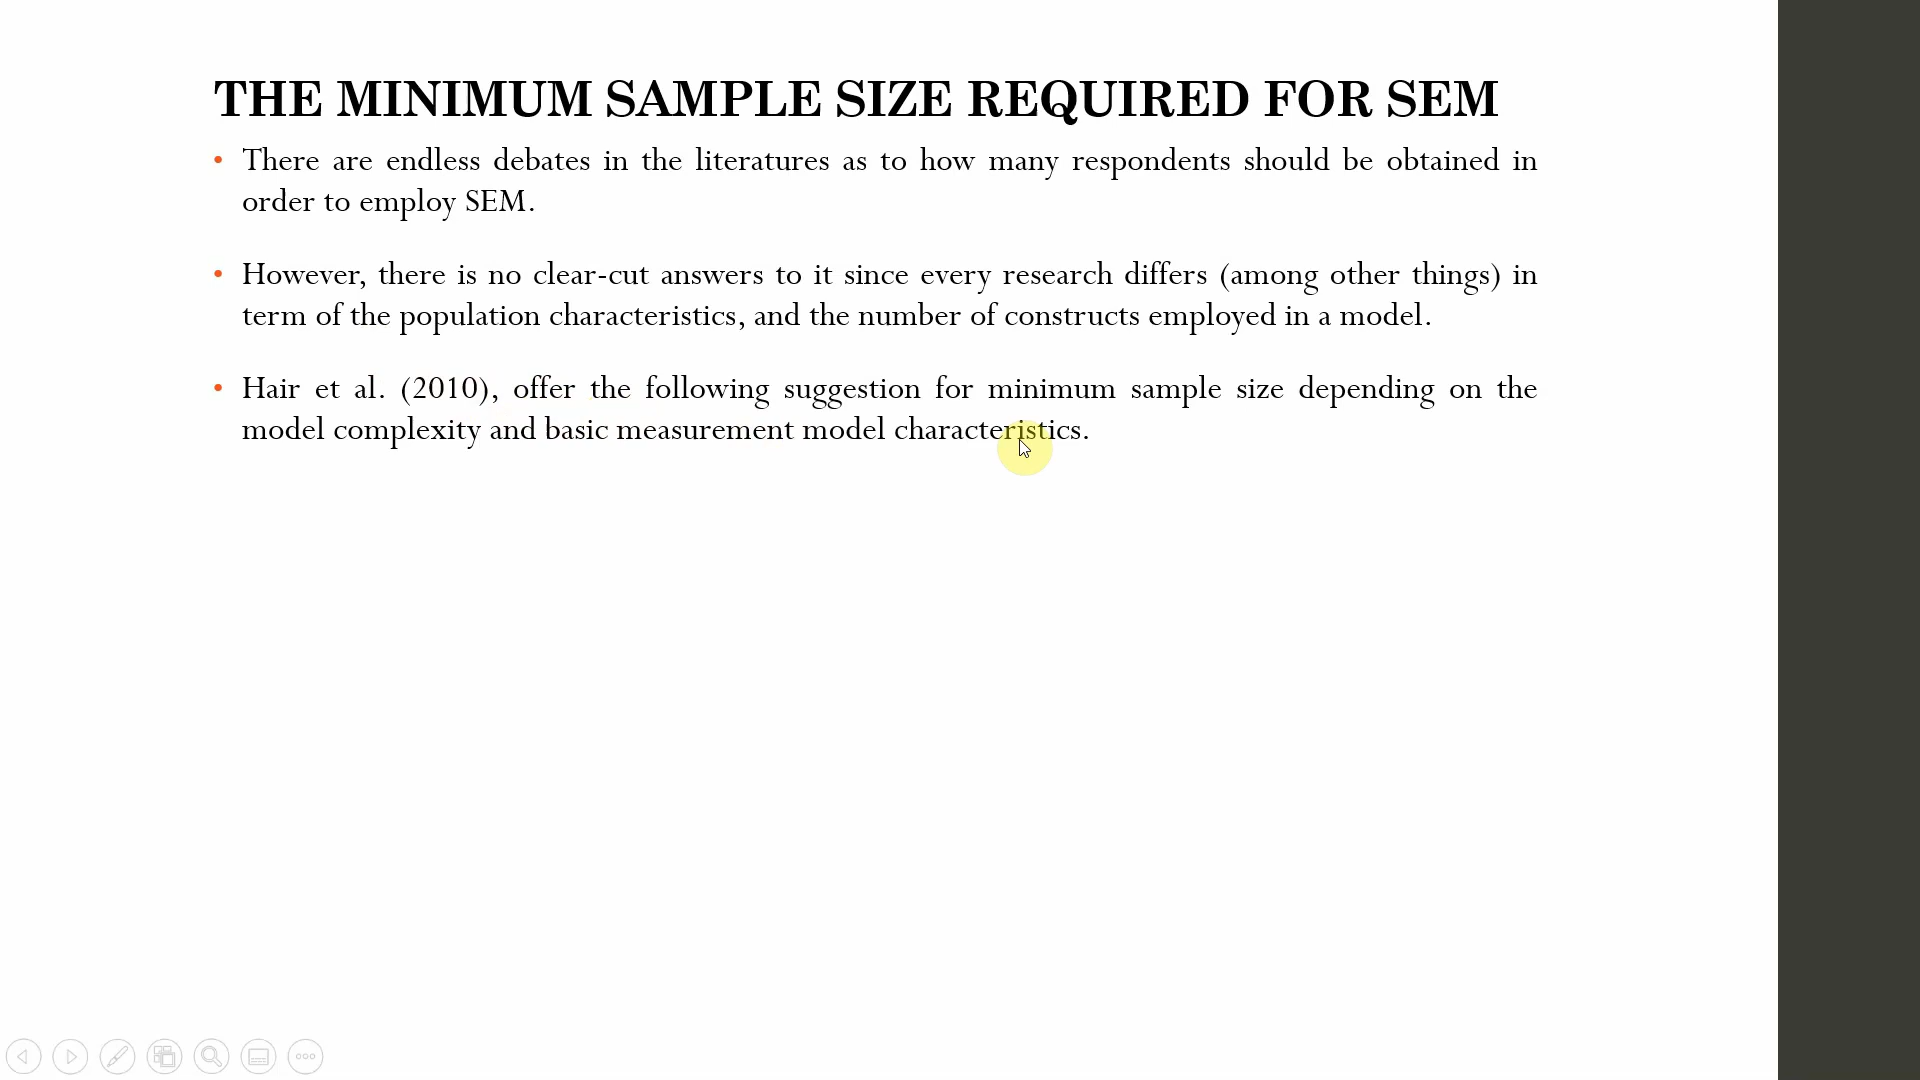 THE MINIMUM SAMPLE SIZE REQUIRED FOR SEM
• There are endless debates in the literatures as to how many respondents should be obtained in
order to employ SEM.
• However, there is no clear-cut answers to it since every research differs (among other things) in
term of the population characteristics, and the number of constructs employed in a model.
• Hair et al. (2010), offer the following suggestion for minimum sample size depending on the
model complexity and basic measurement model characteristics.